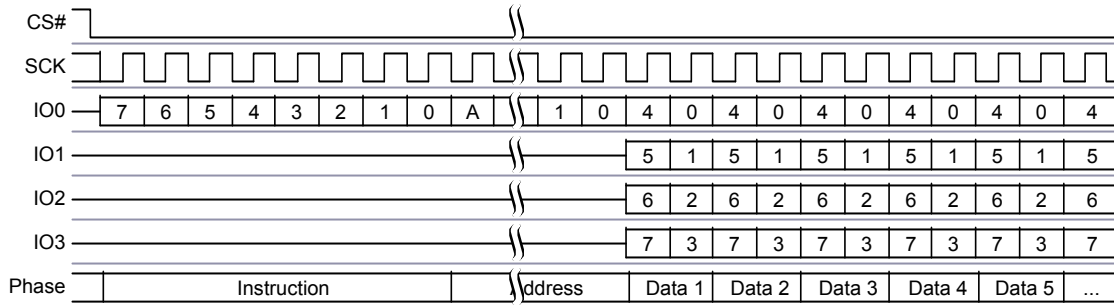 CS#
SCK
IO0 7 6 5 4 3 2 1 0 A 1 0 4 0 4 0 4 0 4 0 4 0 4
IO1 5 1 5 1 5 1 5 1 5 1 5
IO2 6 2 6 2 6 2 6 2 6 2 6
IO3 7 3 7 3 7 3 7 3 7 3 7
Phase Instruction Address Data 1 Data 2 Data 3 Data 4 Data 5 ...